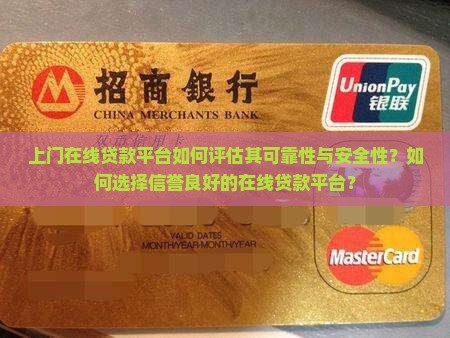 招商銀行
CHINA MERCHANTS BANK
UnionPay
银联
上门在线贷款平台如何评估其可靠性与安全性？如
何选择信誉良好的在线贷款平台？
VALID DATES
MONTH/YEAR-MONTH/YEAR
MasterCard